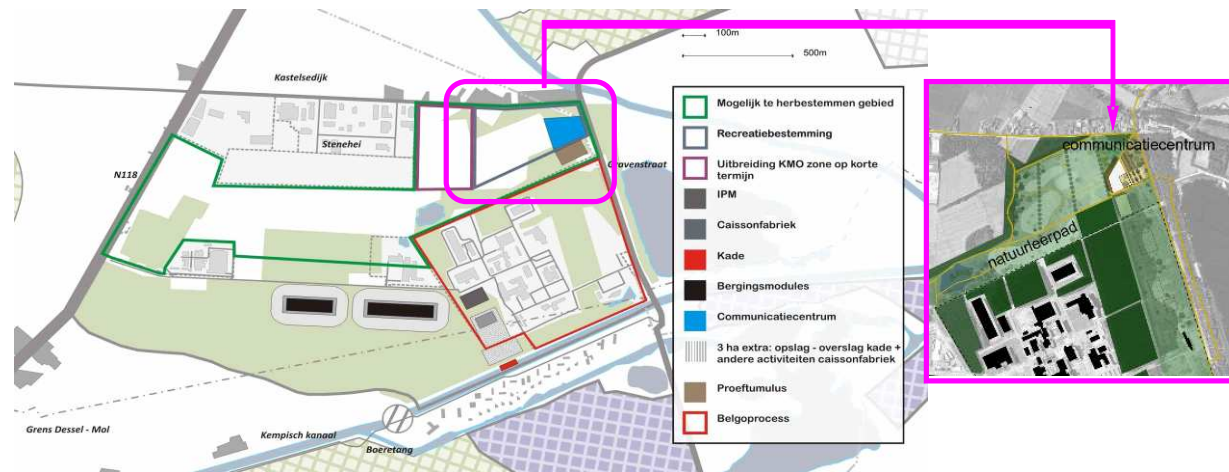 100m
500m
Kastelsedijk
Stenehei
N118
Gravenstraat
Grens Dessel - Mol
Kempisch kanaal
Boeretang
Mogelijk te herbestemmen gebied
Recreatiebestemming
Uitbreiding KMO zone op korte
termijn
IPM
Caissonfabriek
Kade
Bergingsmodules
Communicatiecentrum
3 ha extra: opslag - overslag kade +
andere activiteiten caissonfabriek
Proeftumulus
Belgoprocess
communicatiecentrum
natuurleerpad